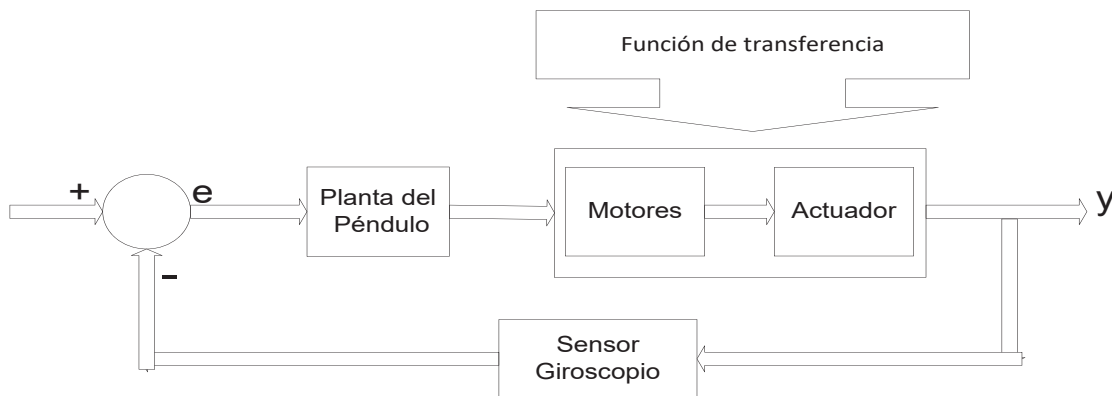 Función de transferencia
+
e
Planta del
Péndulo
Motores
Actuador
y
-
Sensor
Giroscopio